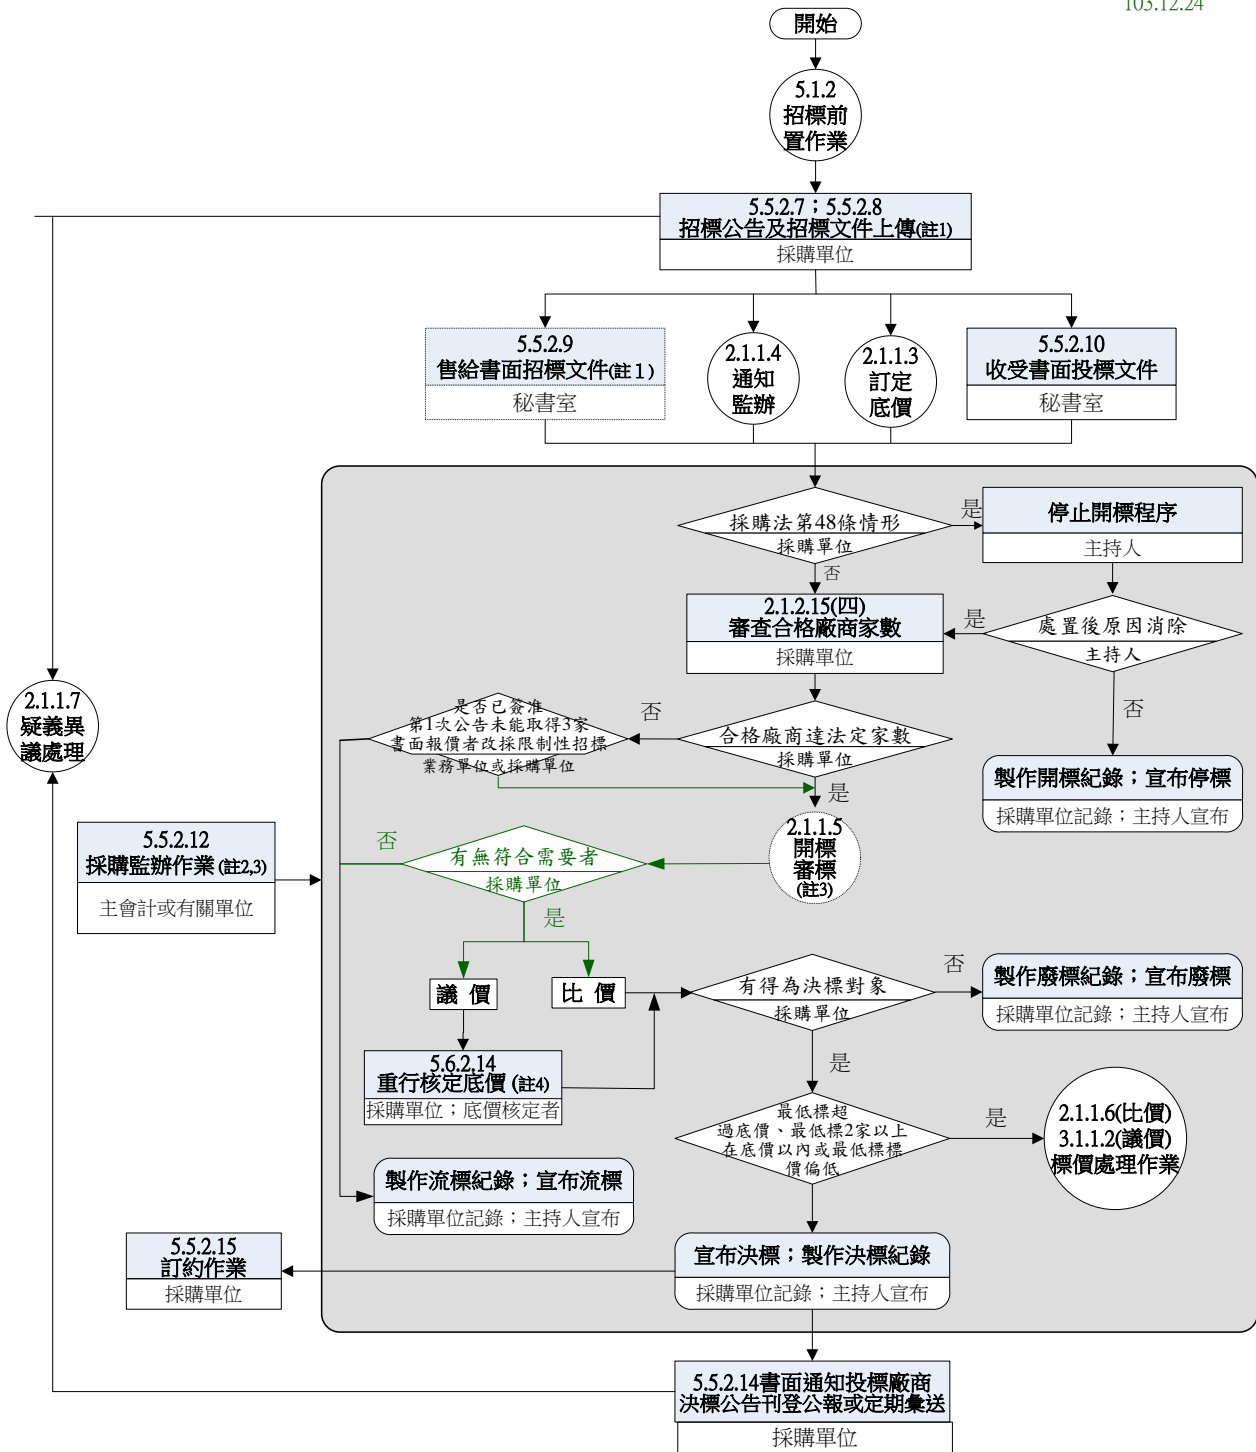 103.12.24
開始
5.1.2
招標前
置作業
5.5.2.7；5.5.2.8
招標公告及招標文件上傳(註1)
採購單位
5.5.2.9
售給書面招標文件(註１)
秘書室
2.1.1.4
通知
監辦
2.1.1.3
訂定
底價
5.5.2.10
收受書面投標文件
秘書室
採購法第48條情形
採購單位
是
否
停止開標程序
主持人
2.1.2.15(四)
審查合格廠商家數
採購單位
是
處置後原因消除
主持人
否
製作開標紀錄；宣布停標
採購單位記錄；主持人宣布
2.1.1.7
疑義異
議處理
是否已簽准
第1次公告未能取得3家
書面報價者改採限制性招標
業務單位或採購單位
否
合格廠商達法定家數
採購單位
是
2.1.1.5
開標
審標
(註3)
5.5.2.12
採購監辦作業(註2,3)
主會計或有關單位
否
有無符合需要者
採購單位
是
議 價
比 價
有得為決標對象
採購單位
否
製作廢標紀錄；宣布廢標
採購單位記錄；主持人宣布
5.6.2.14
重行核定底價(註4)
採購單位；底價核定者
是
最低標超
過底價、最低標2家以上
在底價以內或最低標標
價偏低
是
2.1.1.6(比價)
3.1.1.2(議價)
標價處理作業
製作流標紀錄；宣布流標
採購單位記錄；主持人宣布
5.5.2.15
訂約作業
採購單位
宣布決標；製作決標紀錄
採購單位記錄；主持人宣布
5.5.2.14書面通知投標廠商
決標公告刊登公報或定期彙送
採購單位